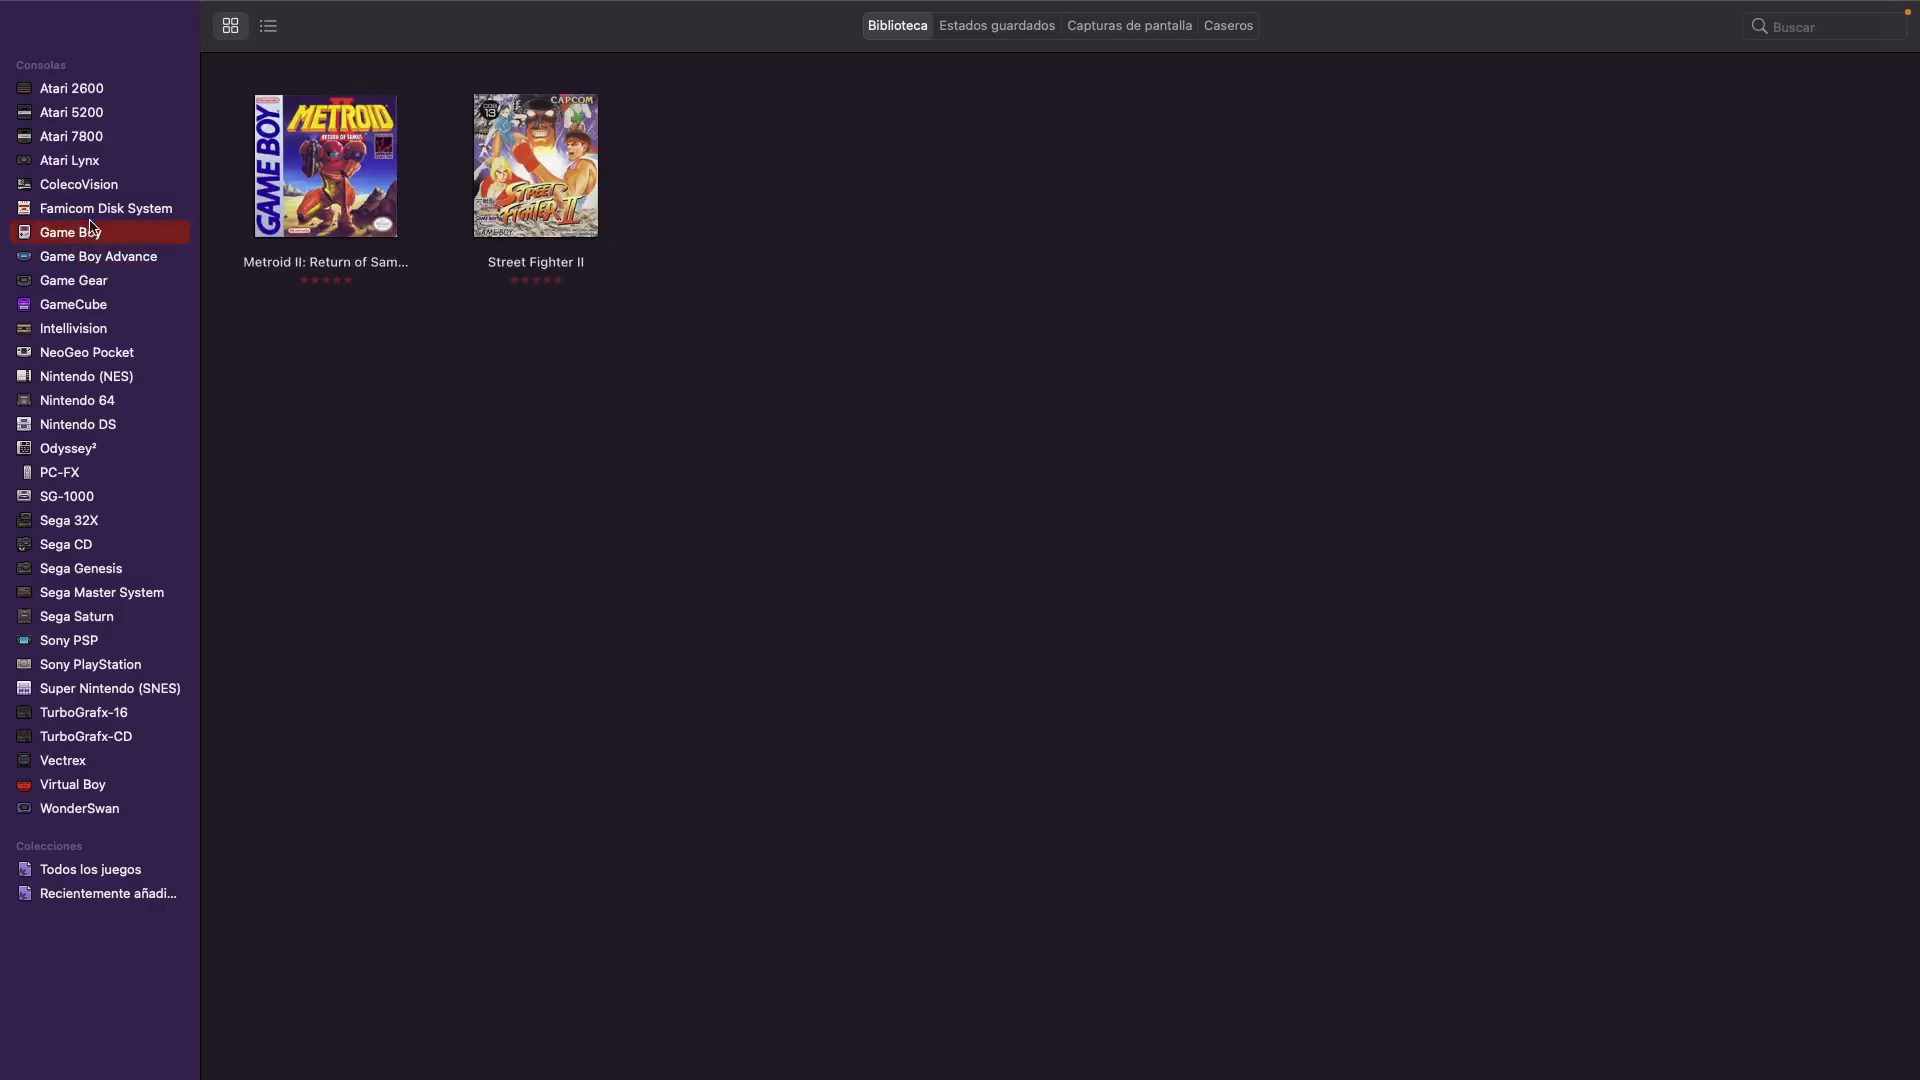 Biblioteca
Estados guardados
Capturas de pantalla
Caseros
Buscar
Consolas
Atari 2600
Atari 5200
Atari 7800
Atari Lynx
ColecoVision
Famicom Disk System
Game Boy
Game Boy Advance
Game Gear
GameCube
Intellivision
NeoGeo Pocket
Nintendo (NES)
Nintendo 64
Nintendo DS
Odyssey²
PC-FX
SG-1000
Sega 32X
Sega CD
Sega Genesis
Sega Master System
Sega Saturn
Sony PSP
Sony PlayStation
Super Nintendo (SNES)
TurboGrafx-16
TurboGrafx-CD
Vectrex
Virtual Boy
WonderSwan
Colecciones
Todos los juegos
Recientemente añadi...
GAME BOY
METROID II
RETURN OF SAMUS
Metroid II: Return of Sam...
CAPCOM
13
STREET
FIGHTER II
GAME BOY
Street Fighter II